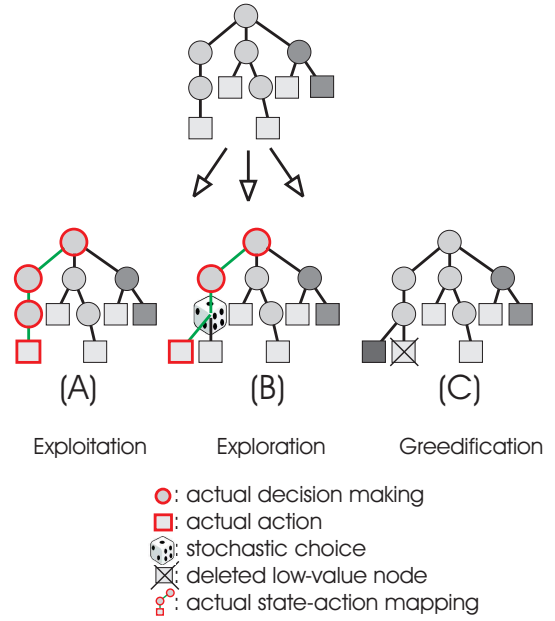 (A) (B) (C)
Exploitation Exploration Greedification
: actual decision making
: actual action
: stochastic choice
: deleted low-value node
: actual state-action mapping